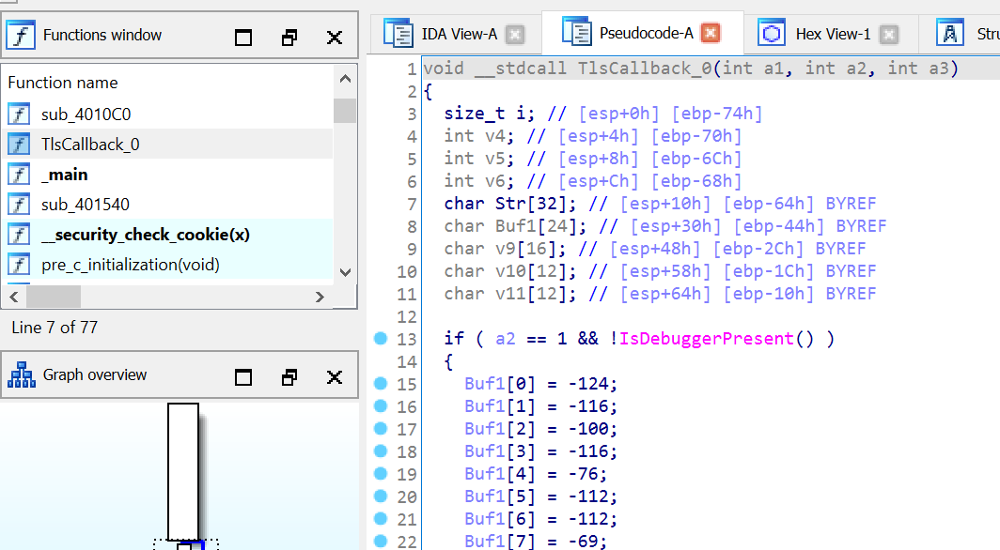 Functions window
Function name
sub_4010C0
TlsCallback_0
_main
sub_401540
__security_check_cookie(x)
pre_c_initialization(void)
Line 7 of 77
Graph overview
IDA View-A
Pseudocode-A
Hex View-1
Stru
1 void __stdcall TlsCallback_0(int a1, int a2, int a3)
2 {
3 size_t i; // [esp+0h] [ebp-74h]
4 int v4; // [esp+4h] [ebp-70h]
5 int v5; // [esp+8h] [ebp-6Ch]
6 int v6; // [esp+Ch] [ebp-68h]
7 char Str[32]; // [esp+10h] [ebp-64h] BYREF
8 char Buf1[24]; // [esp+30h] [ebp-44h] BYREF
9 char v9[16]; // [esp+48h] [ebp-2Ch] BYREF
10 char v10[12]; // [esp+58h] [ebp-1Ch] BYREF
11 char v11[12]; // [esp+64h] [ebp-10h] BYREF
12
13 if ( a2 == 1 && !IsDebuggerPresent() )
14 {
15 Buf1[0] = -124;
16 Buf1[1] = -116;
17 Buf1[2] = -100;
18 Buf1[3] = -116;
19 Buf1[4] = -76;
20 Buf1[5] = -112;
21 Buf1[6] = -112;
22 Buf1[7] = -69;